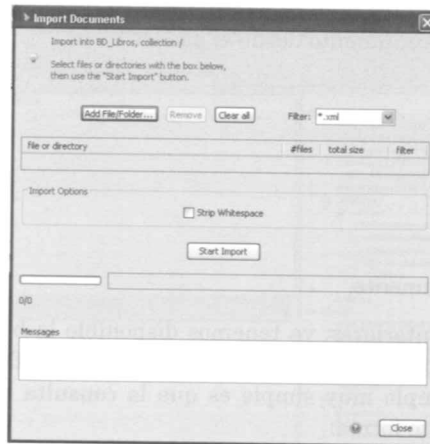 Import Documents
Import into BD_Libros, collection /
Select files or directories with the box below,
then use the "Start Import" button.
Add File/Folder... Remove Clear all Filter: *.xml
file or directory #files total size filter
Import Options
Strip Whitespace
Start Import
0/0
Messages
Close